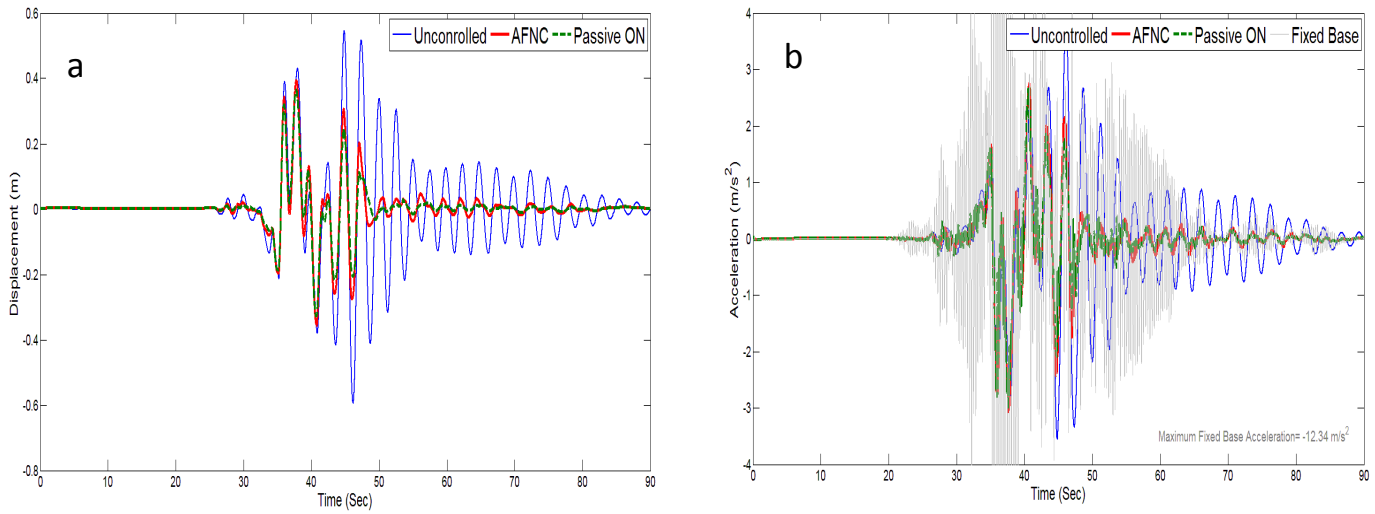 a
Unconrolled AFNC Passive ON
0.6
0.4
0.2
0
-0.2
-0.4
-0.6
-0.8
Displacement (m)
0 10 20 30 40 50 60 70 80 90
Time (Sec)
b
Uncontrolled AFNC Passive ON Fixed Base
4
3
2
1
0
-1
-2
-3
-4
Acceleration (m/s²)
Maximum Fixed Base Acceleration= -12.34 m/s²
0 10 20 30 40 50 60 70 80 90
Time (Sec)